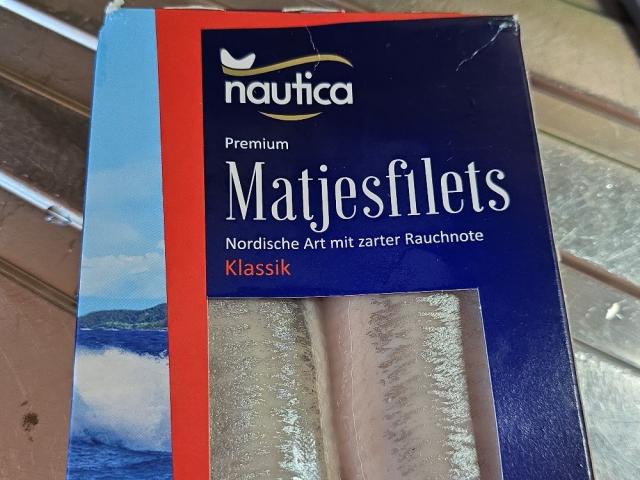 nautica
Premium
Matjesfilets
Nordische Art mit zarter Rauchnote
Klassik